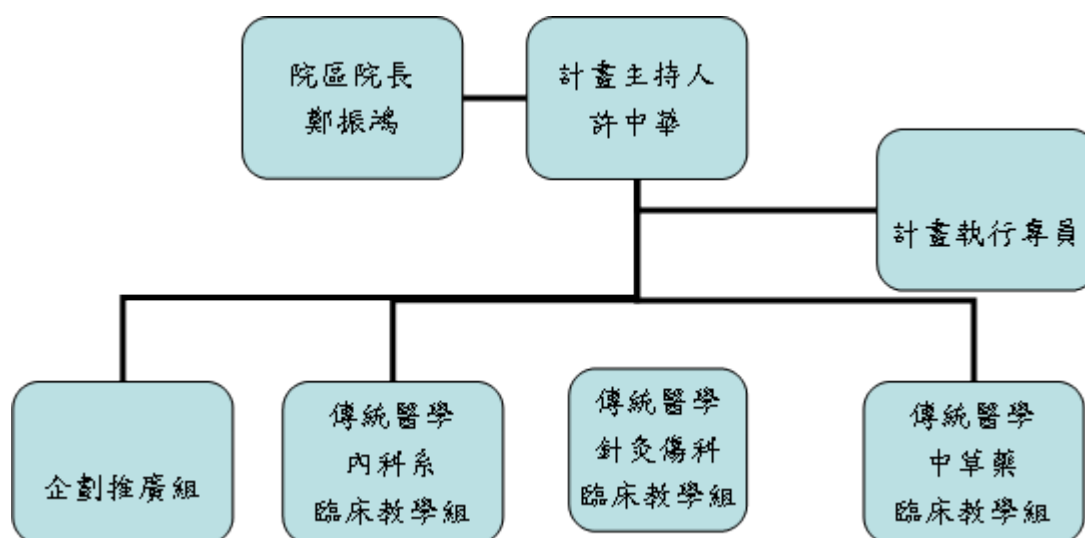 院區院長
鄭振鴻
計畫主持人
許中華
計畫執行專員
企劃推廣組
傳統醫學
內科系
臨床教學組
傳統醫學
針灸傷科
臨床教學組
傳統醫學
中草藥
臨床教學組